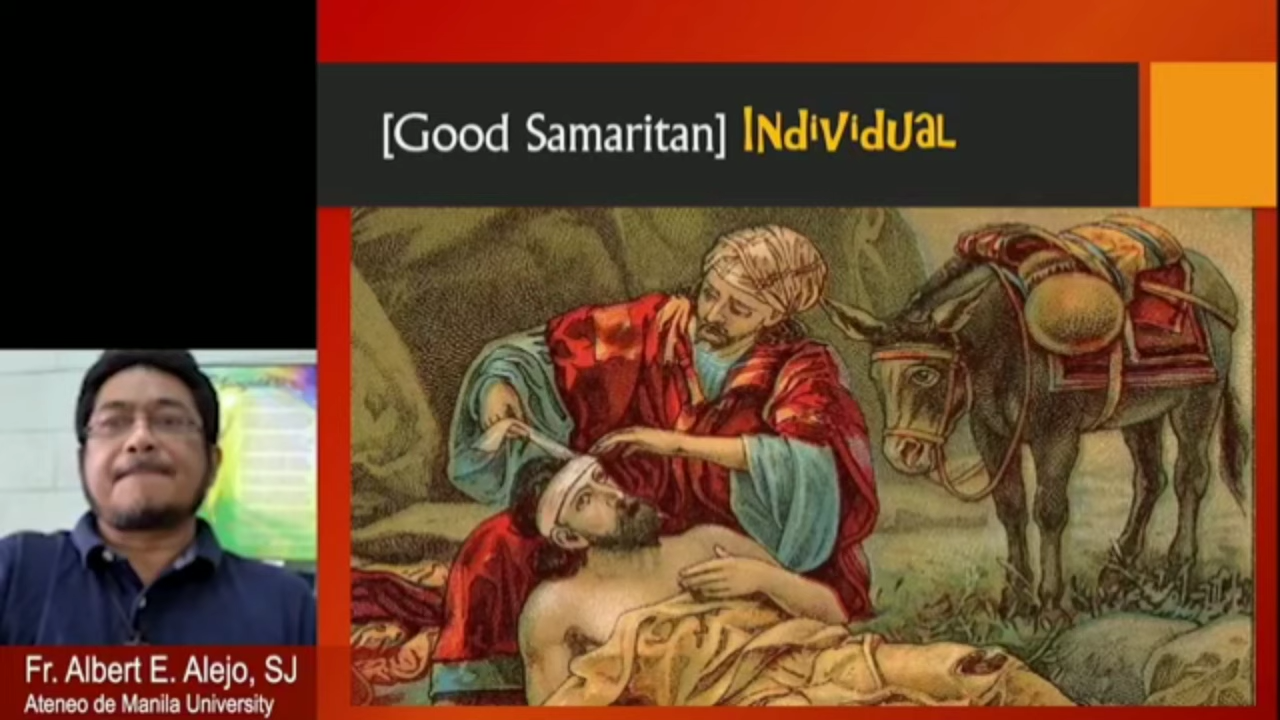 [Good Samaritan] Individual
Fr. Albert E. Alejo, SJ
Ateneo de Manila University